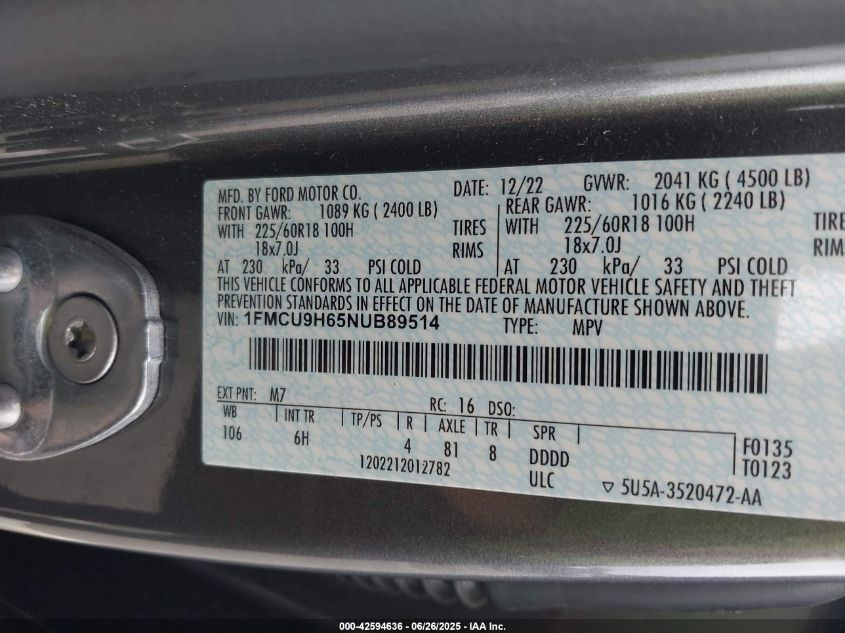 MFD. BY FORD MOTOR CO. DATE: 12/22 GVWR: 2041 KG ( 4500 LB)
FRONT GAWR: 1089 KG ( 2400 LB) REAR GAWR: 1016 KG ( 2240 LB)
WITH 225/60R18 100H TIRES WITH 225/60R18 100H TIRES
18x7.0J RIMS 18x7.0J RIMS
AT 230 kPa/ 33 PSI COLD AT 230 kPa/ 33 PSI COLD
THIS VEHICLE CONFORMS TO ALL APPLICABLE FEDERAL MOTOR VEHICLE SAFETY AND THEFT
PREVENTION STANDARDS IN EFFECT ON THE DATE OF MANUFACTURE SHOWN ABOVE.
VIN: 1FMCU9H65NUB89514 TYPE: MPV
EXT PNT: M7 RC: 16 DSO:
WB INT TR TP/PS R AXLE TR SPR
106 6H 4 81 8 DDDD F0135
1202212012782 ULC T0123
▽ 5U5A-3520472-AA
000-42594636 - 06/26/2025 - IAA Inc.